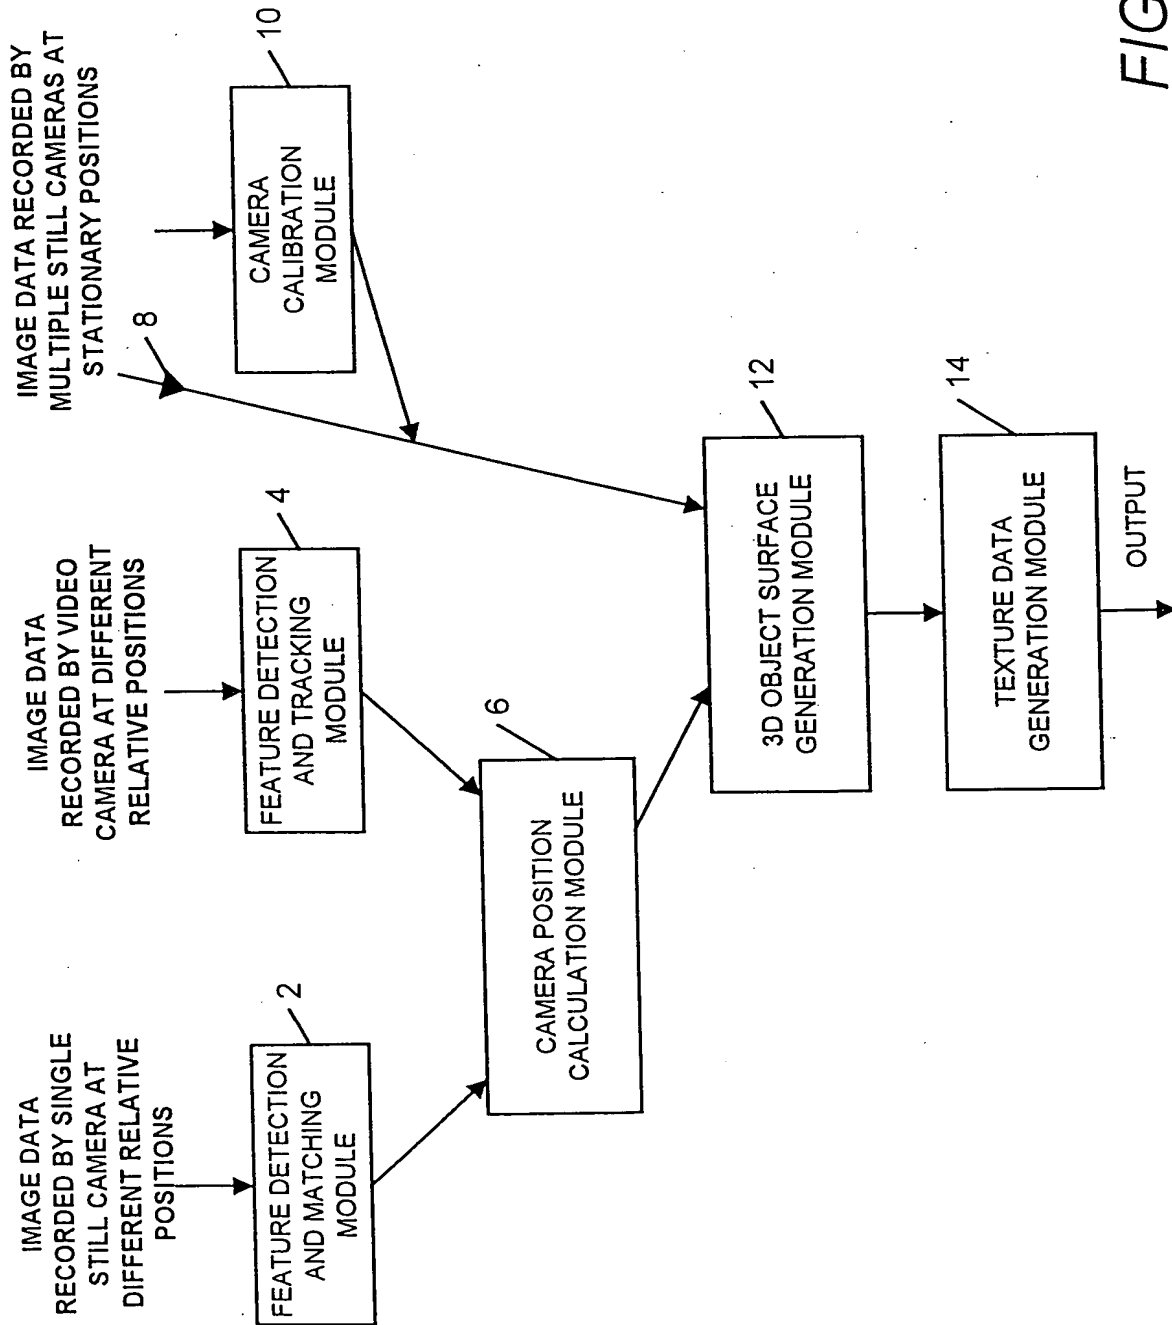 IMAGE DATA
RECORDED BY SINGLE
STILL CAMERA AT
DIFFERENT RELATIVE
POSITIONS
IMAGE DATA
RECORDED BY VIDEO
CAMERA AT DIFFERENT
RELATIVE POSITIONS
IMAGE DATA RECORDED BY
MULTIPLE STILL CAMERAS AT
STATIONARY POSITIONS
2
FEATURE DETECTION
AND MATCHING
MODULE
4
FEATURE DETECTION
AND TRACKING
MODULE
8
10
CAMERA
CALIBRATION
MODULE
6
CAMERA POSITION
CALCULATION MODULE
12
3D OBJECT SURFACE
GENERATION MODULE
14
TEXTURE DATA
GENERATION MODULE
OUTPUT
FIG